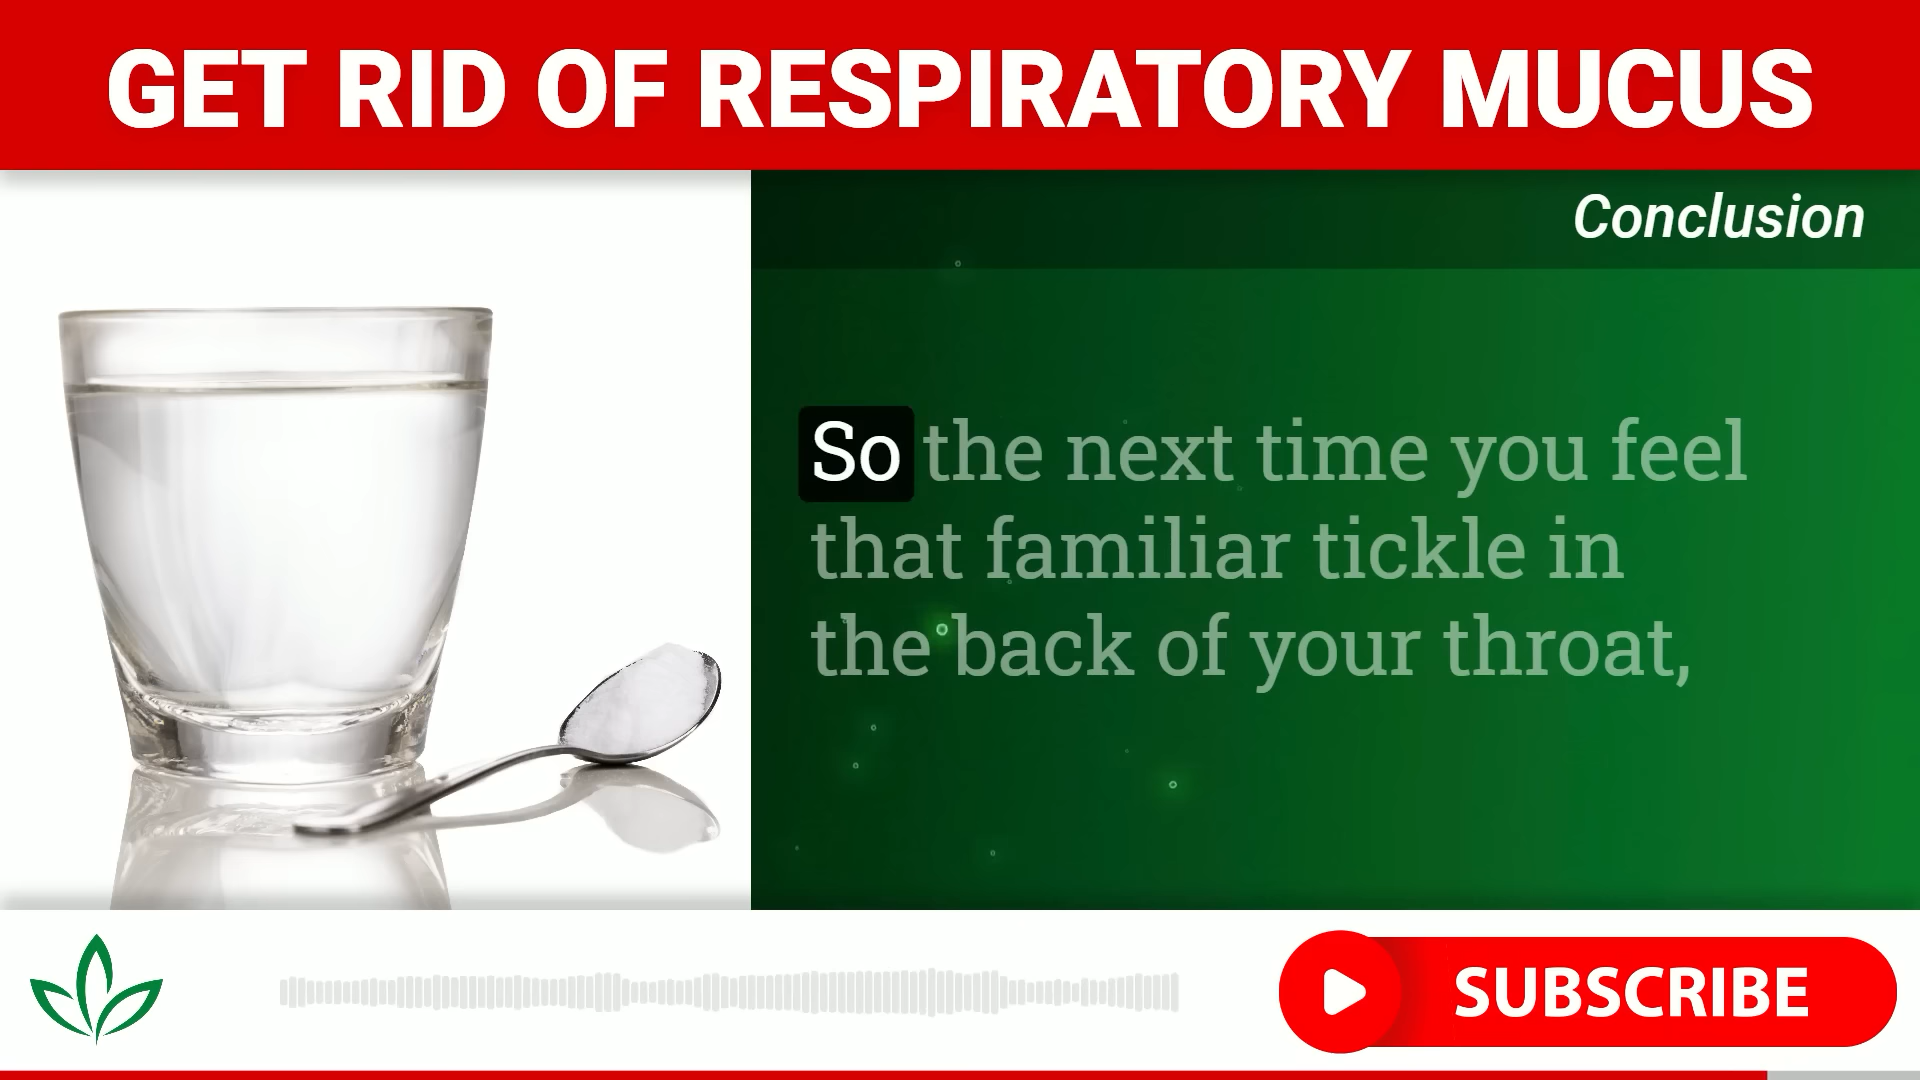 GET RID OF RESPIRATORY MUCUS
Conclusion
So the next time you feel
that familiar tickle in
the back of your throat,
SUBSCRIBE